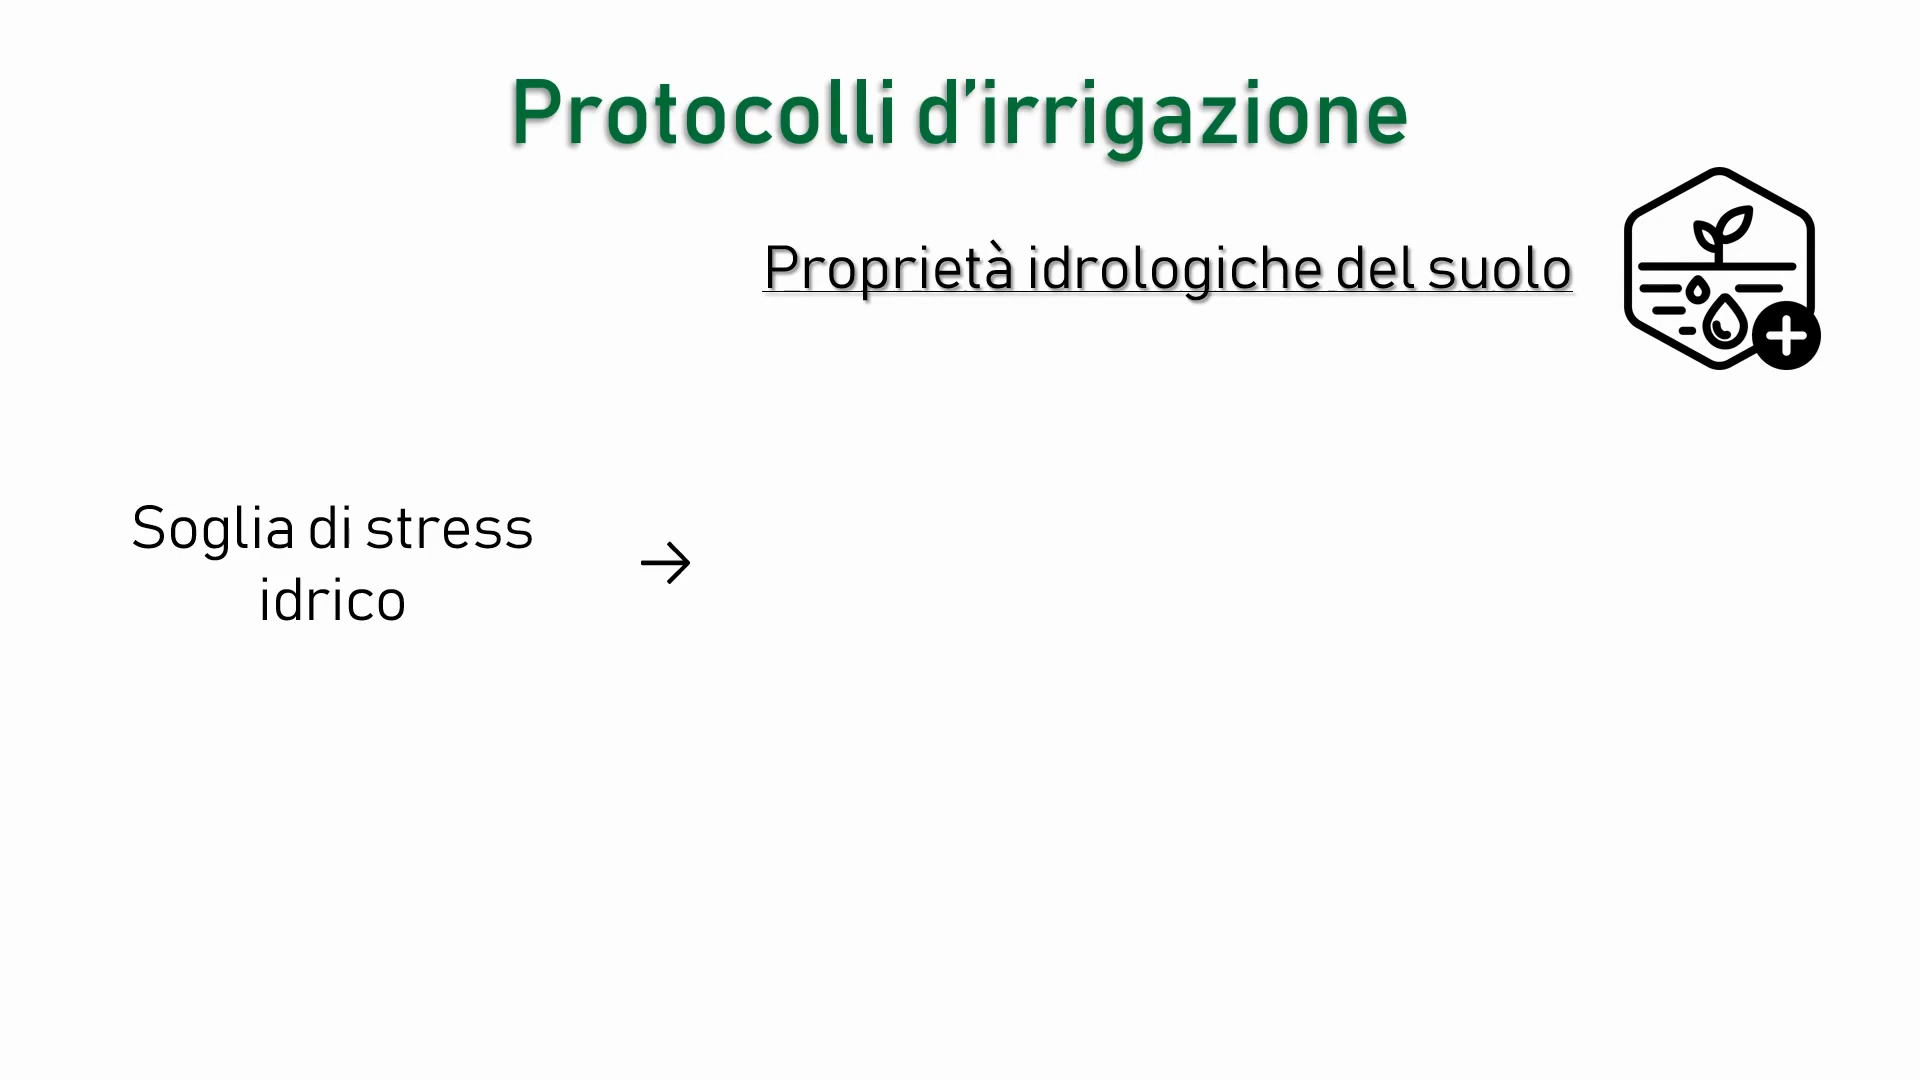 Protocolli d’irrigazione
Proprietà idrologiche del suolo
Soglia di stress
idrico
→